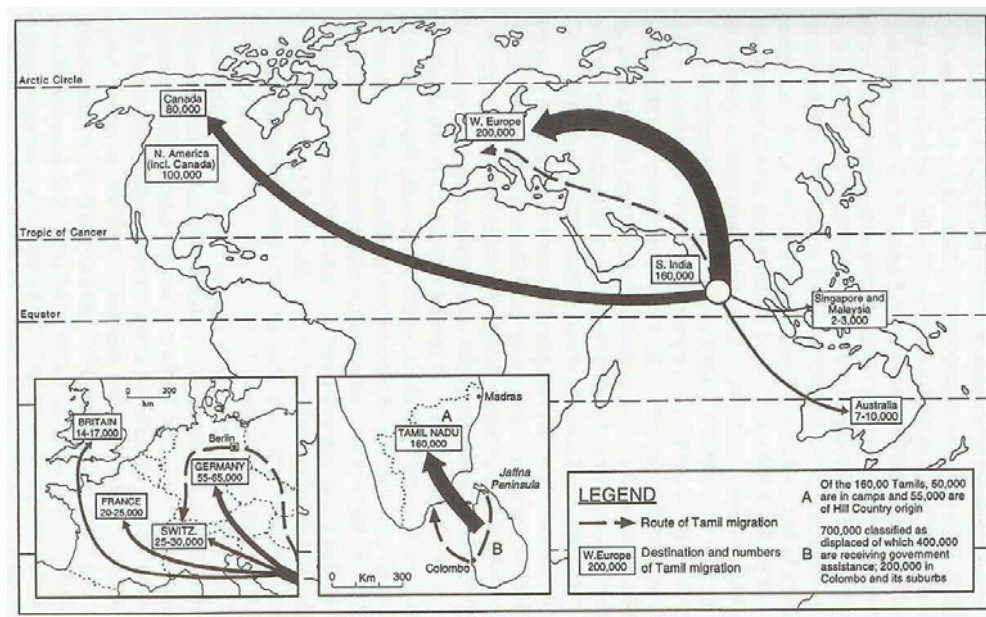 Arctic Circle
Canada
80,000
N. America
(incl. Canada)
100,000
W. Europe
200,000
Tropic of Cancer
S. India
160,000
Equator
Singapore and
Malaysia
2-3,000
Australia
7-10,000
0 300
km
BRITAIN
14-17,000
Berlin
GERMANY
55-65,000
FRANCE
20-25,000
SWITZ.
25-30,000
A
Madras
TAMIL NADU
160,000
Jaffna
Peninsula
B
Colombo
0 Km 300
LEGEND
Route of Tamil migration
W.Europe
200,000
Destination and numbers
of Tamil migration
A
Of the 160,00 Tamils, 50,000
are in camps and 55,000 are
of Hill Country origin
B
700,000 classified as
displaced of which 400,000
are receiving government
assistance; 200,000 in
Colombo and its suburbs